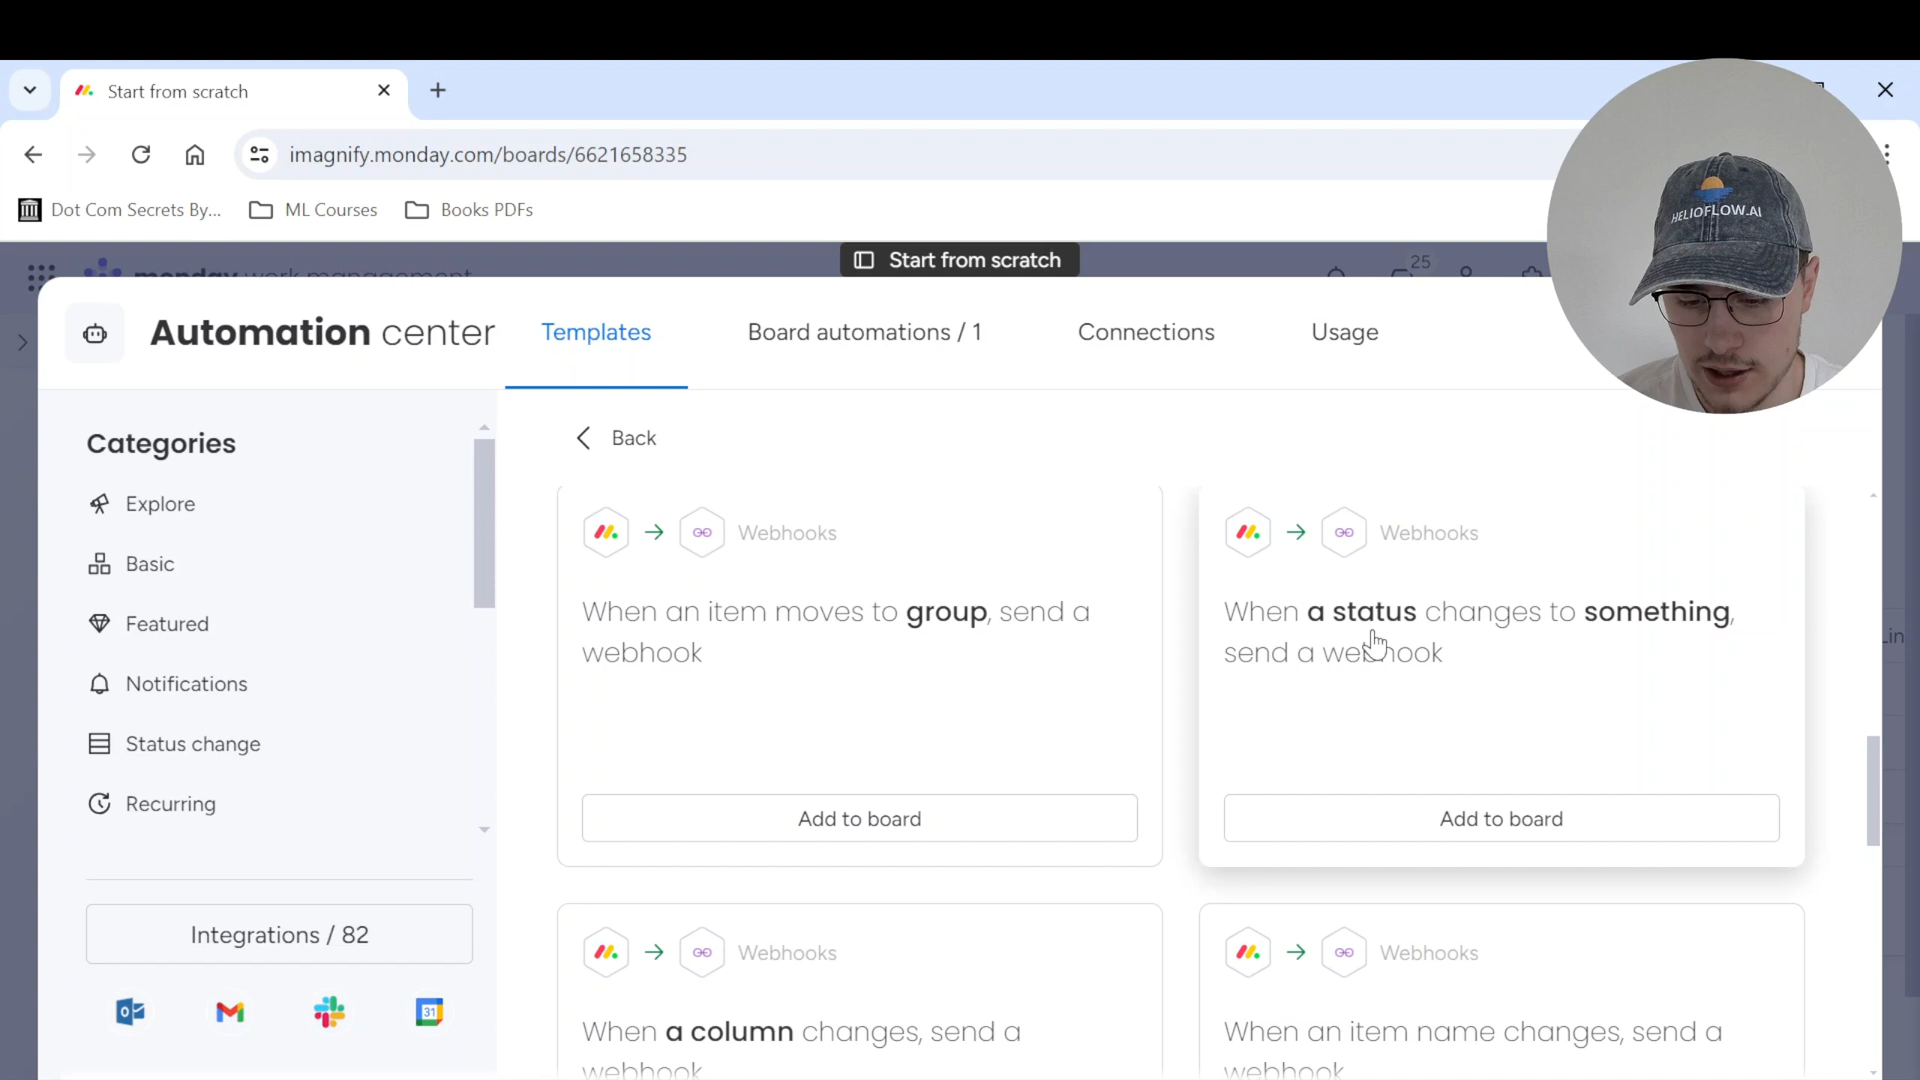 Start from scratch
imagnify.monday.com/boards/6621658335
Dot Com Secrets By...
ML Courses
Books PDFs
monday work management
Start from scratch
25
HELIOFLOW.AI
Automation center
Templates
Board automations / 1
Connections
Usage
Categories
Explore
Basic
Featured
Notifications
Status change
Recurring
Integrations / 82
31
Back
Webhooks
When an item moves to group, send a
webhook
Add to board
Webhooks
When a status changes to something,
send a webhook
Add to board
Webhooks
When a column changes, send a
webhook
Webhooks
When an item name changes, send a
webhook
Lin